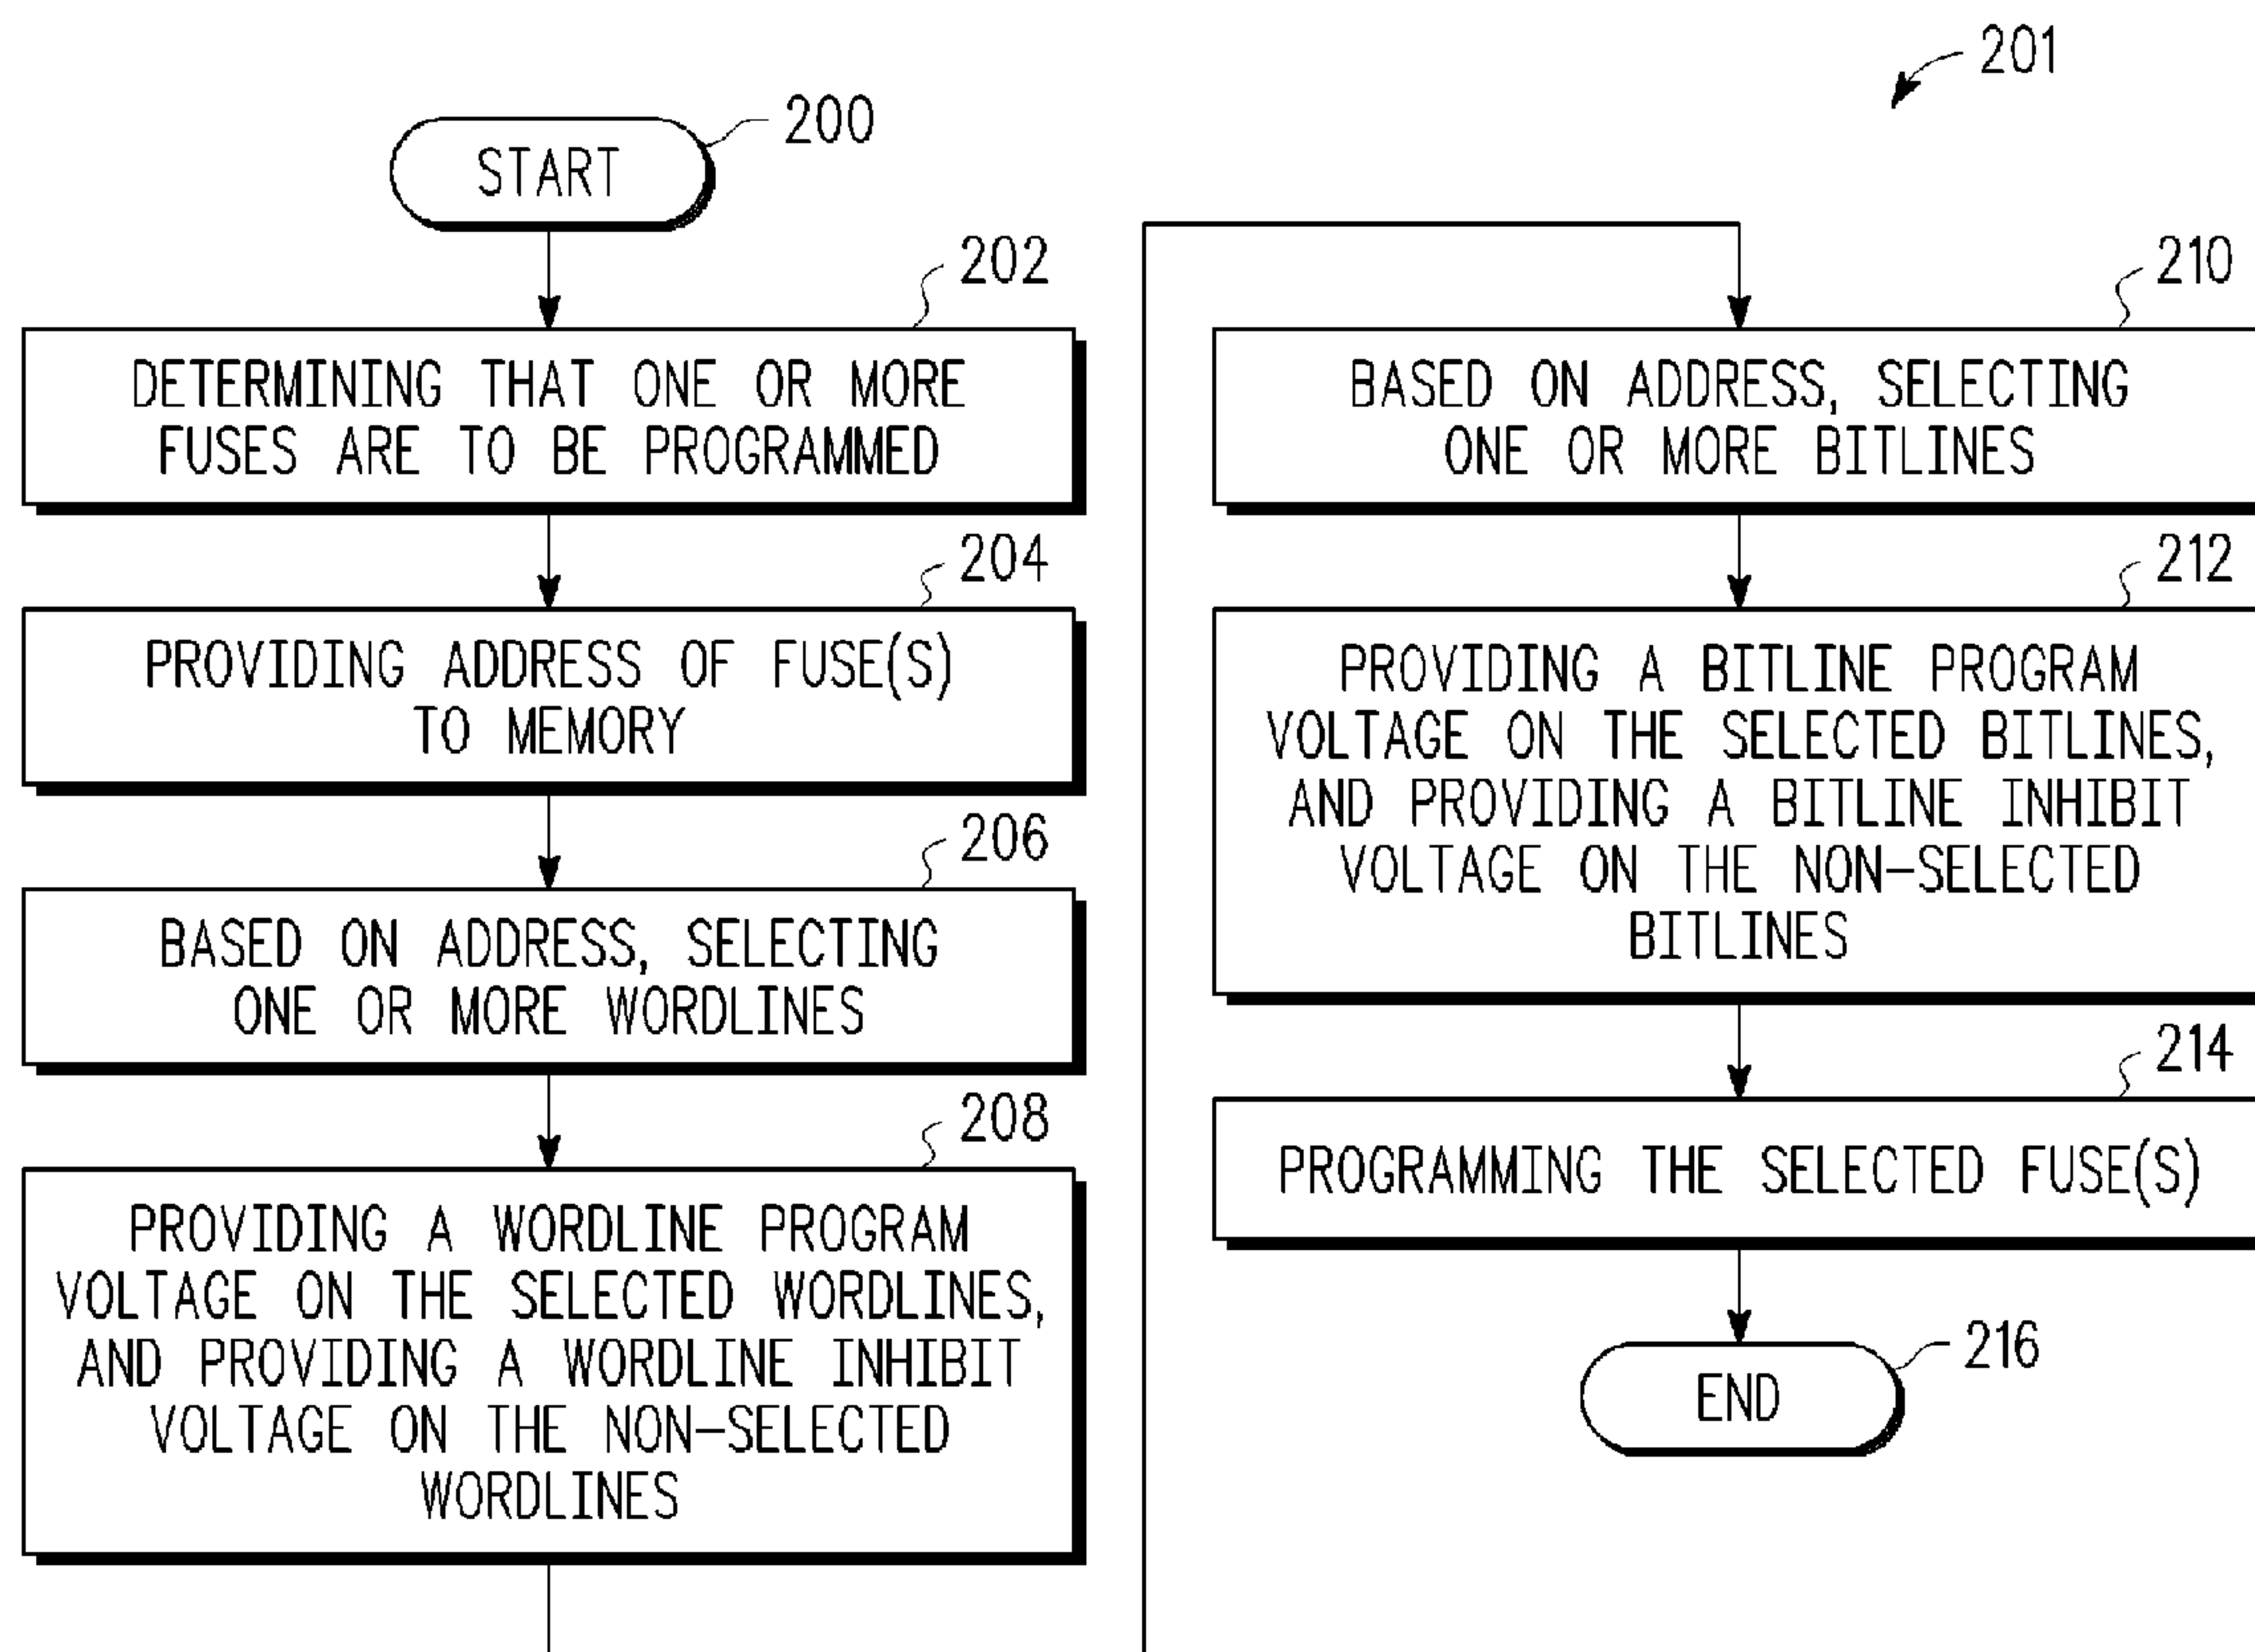 201
200
START
202
DETERMINING THAT ONE OR MORE
FUSES ARE TO BE PROGRAMMED
204
PROVIDING ADDRESS OF FUSE(S)
TO MEMORY
206
BASED ON ADDRESS, SELECTING
ONE OR MORE WORDLINES
208
PROVIDING A WORDLINE PROGRAM
VOLTAGE ON THE SELECTED WORDLINES,
AND PROVIDING A WORDLINE INHIBIT
VOLTAGE ON THE NON-SELECTED
WORDLINES
210
BASED ON ADDRESS, SELECTING
ONE OR MORE BITLINES
212
PROVIDING A BITLINE PROGRAM
VOLTAGE ON THE SELECTED BITLINES,
AND PROVIDING A BITLINE INHIBIT
VOLTAGE ON THE NON-SELECTED
BITLINES
214
PROGRAMMING THE SELECTED FUSE(S)
216
END